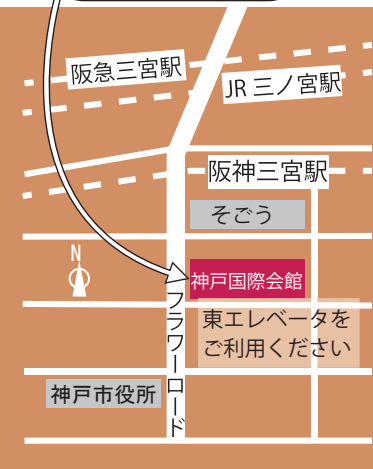 阪急三宮駅
JR 三ノ宮駅
阪神三宮駅
そごう
N
神戸国際会館
東エレベータを
ご利用ください
フラワーロード
神戸市役所